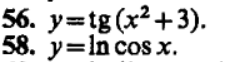 56. y=tg(x²+3).
58. y=ln cos x.